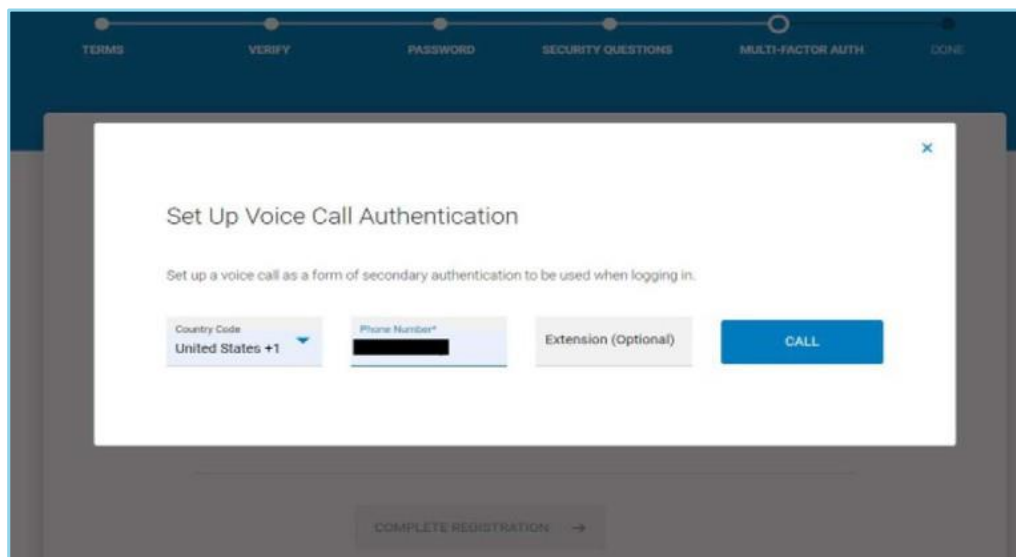 TERMS VERIFY PASSWORD SECURITY QUESTIONS MULTI-FACTOR AUTH DONE
×
Set Up Voice Call Authentication
Set up a voice call as a form of secondary authentication to be used when logging in.
Country Code
United States +1
Phone Number*
Extension (Optional)
CALL
COMPLETE REGISTRATION →